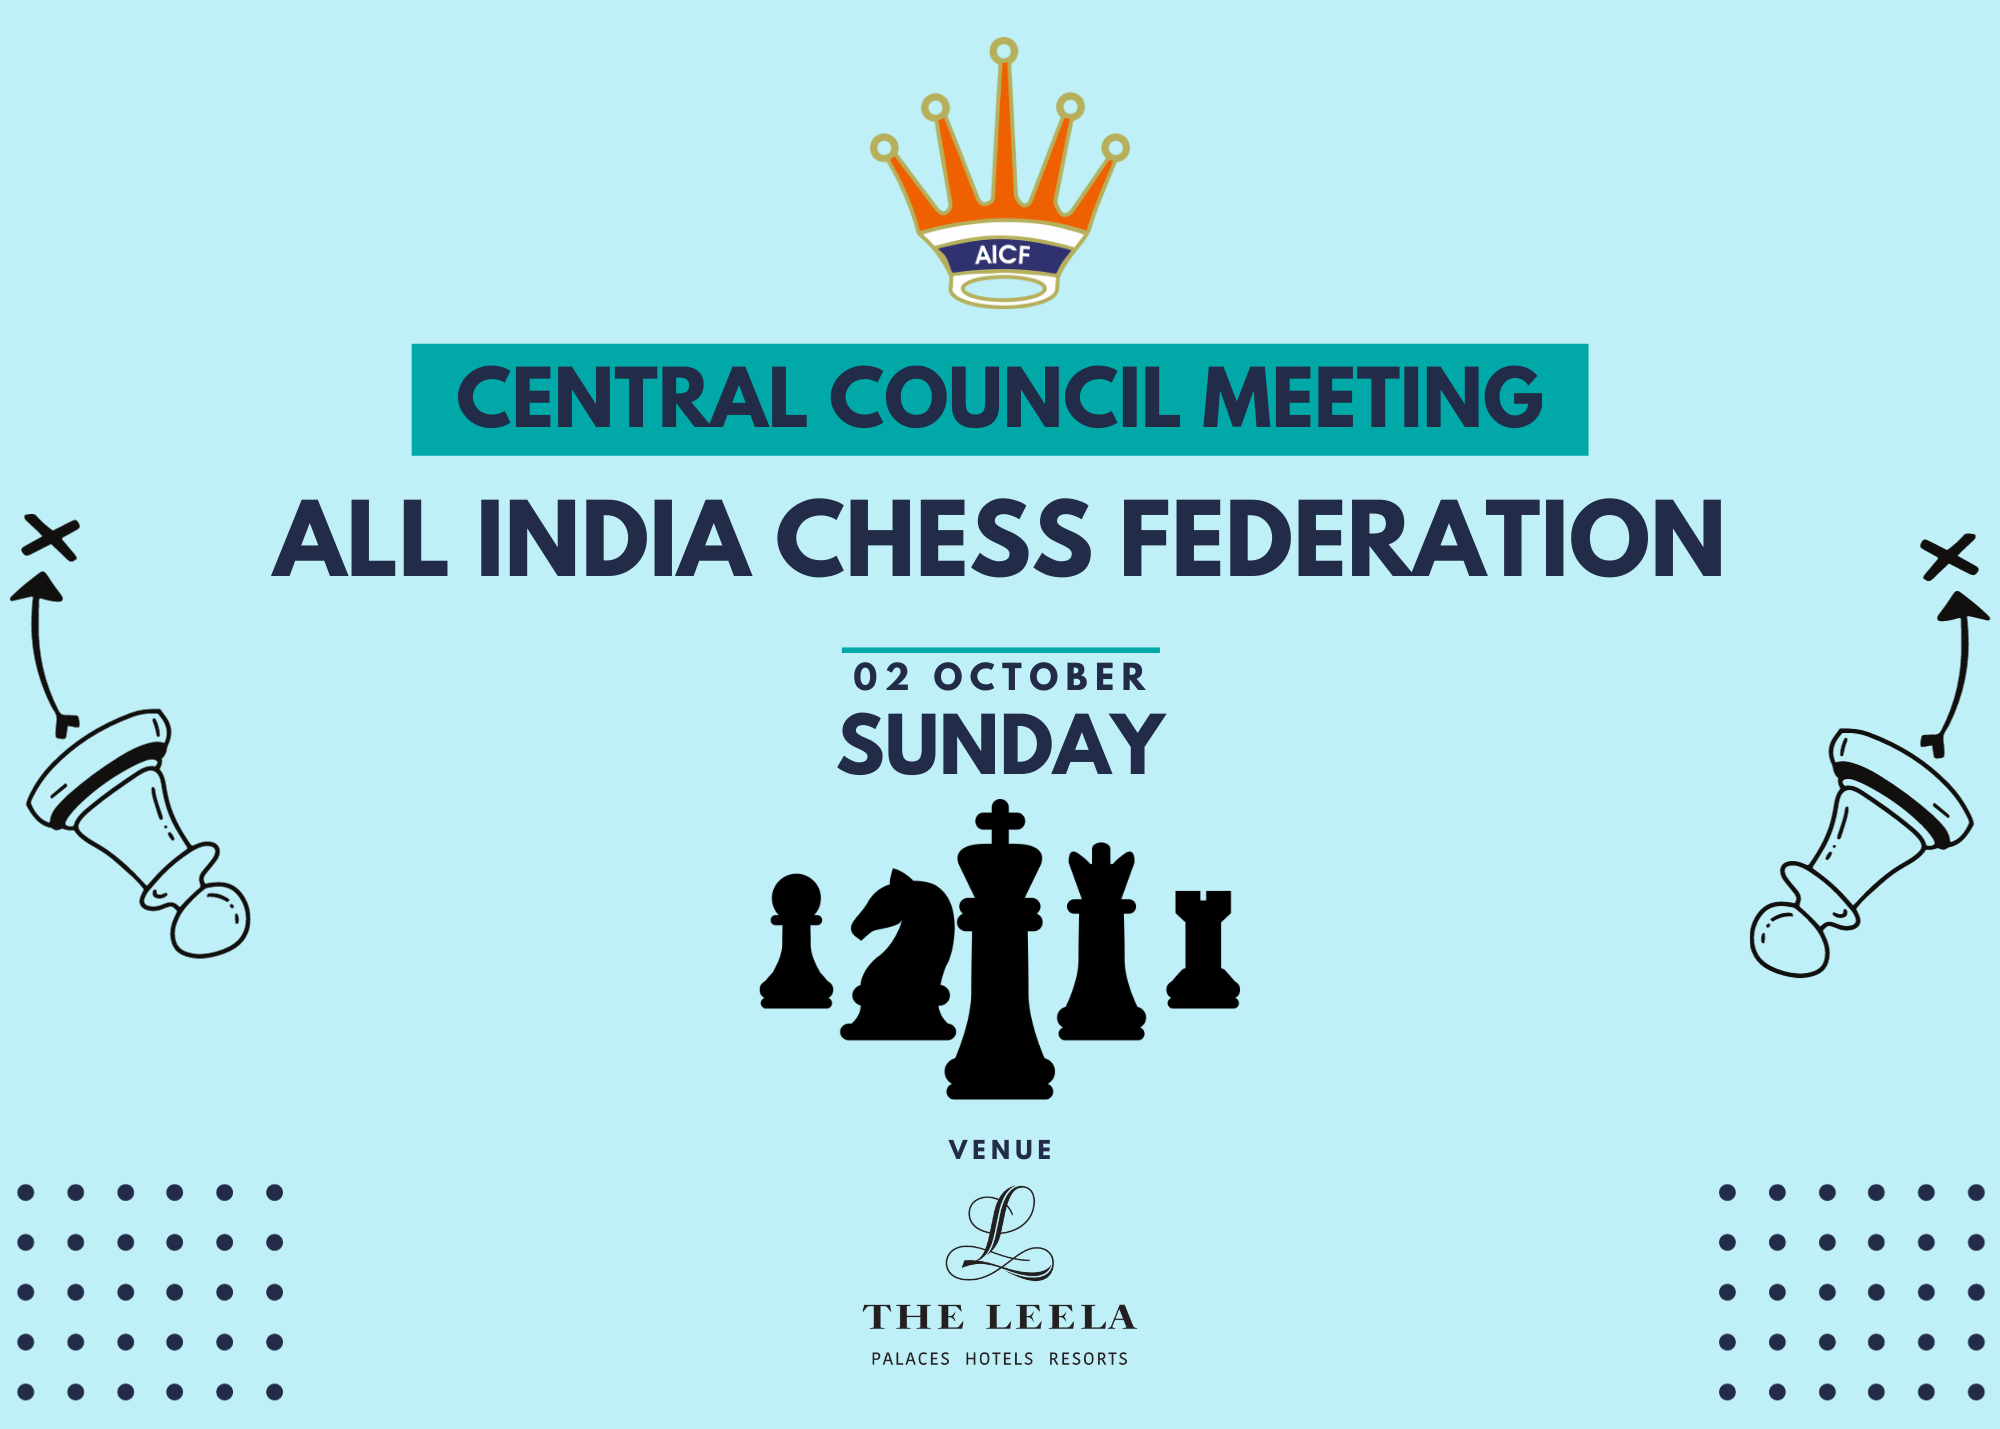 AICF
CENTRAL COUNCIL MEETING
ALL INDIA CHESS FEDERATION
02 OCTOBER
SUNDAY
VENUE
L
THE LEELA
PALACES HOTELS RESORTS